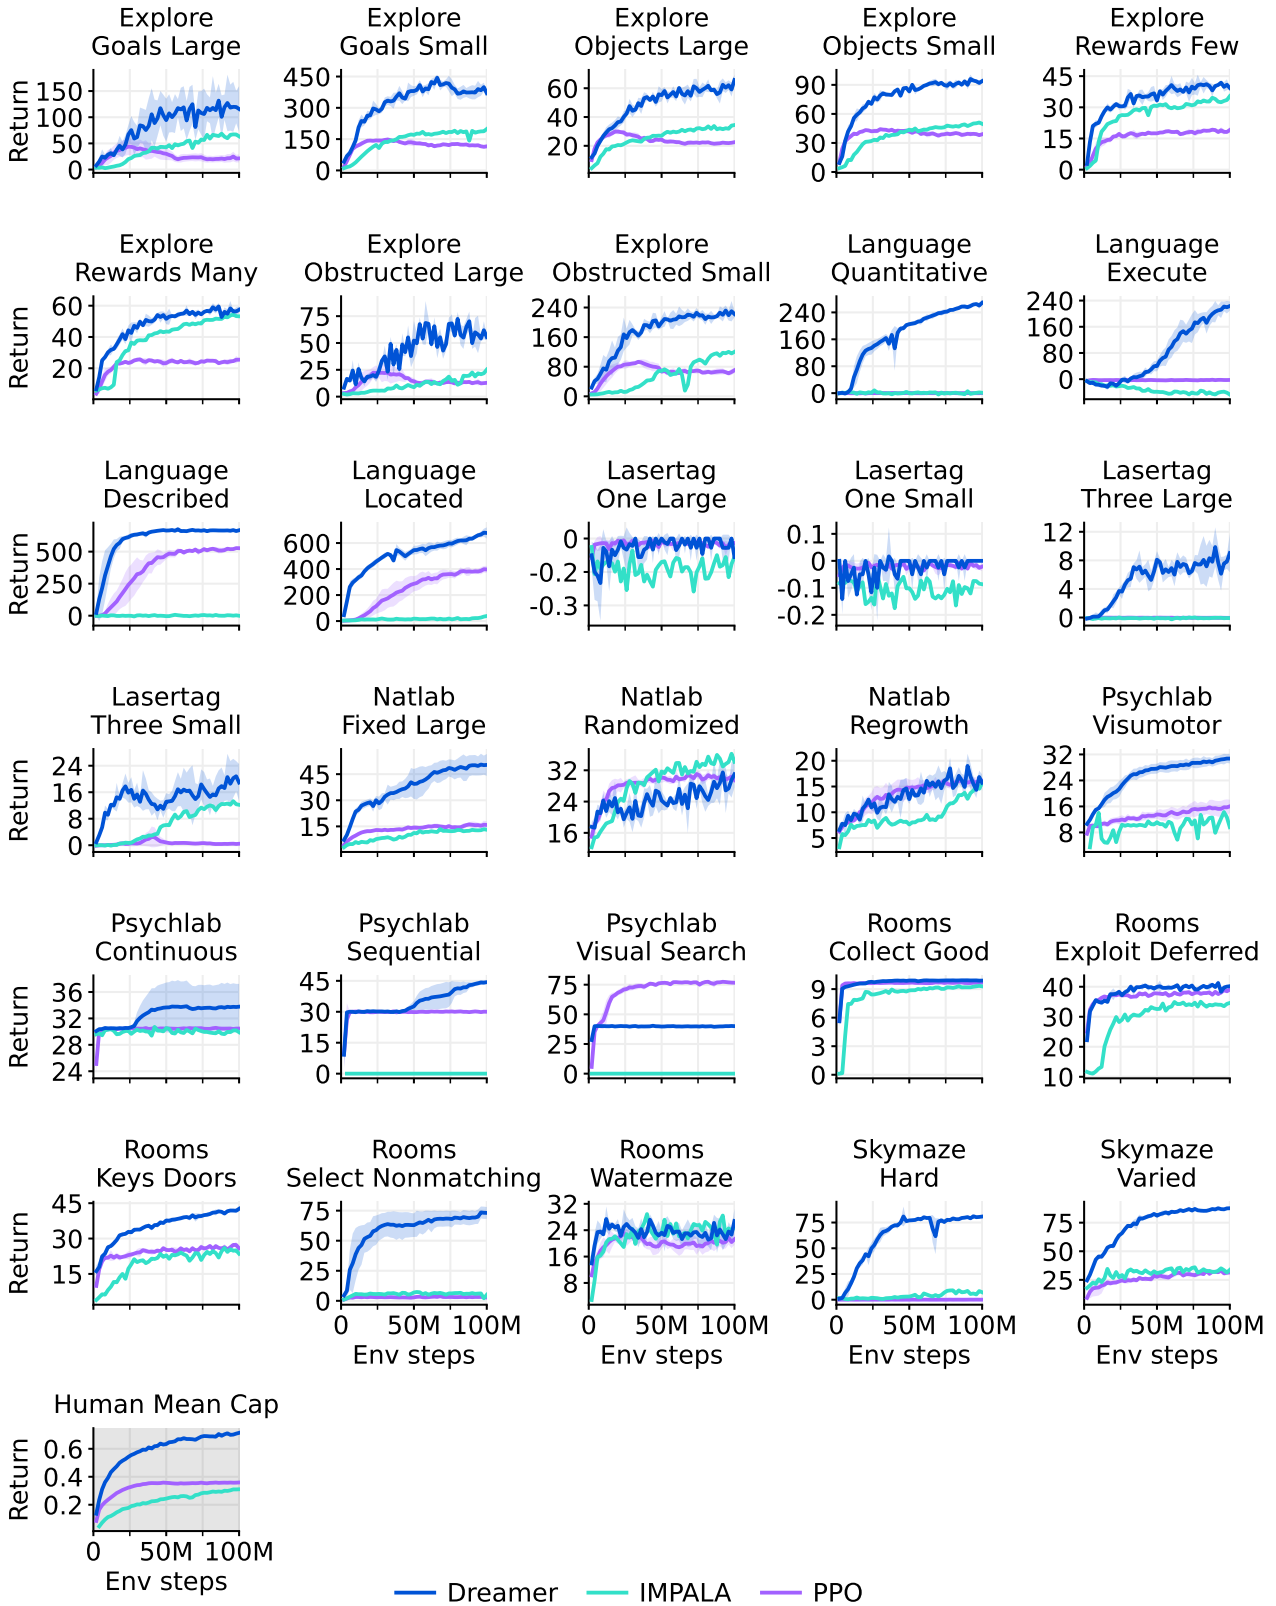 Explore
Goals Large
Explore
Goals Small
Explore
Objects Large
Explore
Objects Small
Explore
Rewards Few
Return
150
100
50
0
450
300
150
0
60
40
20
90
60
30
0
45
30
15
0
Explore
Rewards Many
Explore
Obstructed Large
Explore
Obstructed Small
Language
Quantitative
Language
Execute
Return
60
40
20
75
50
25
0
240
160
80
0
240
160
80
0
240
160
80
0
Language
Described
Language
Located
Lasertag
One Large
Lasertag
One Small
Lasertag
Three Large
Return
500
250
0
600
400
200
0
0
-0.2
-0.3
0.1
0
-0.1
-0.2
12
8
4
0
Lasertag
Three Small
Natlab
Fixed Large
Natlab
Randomized
Natlab
Regrowth
Psychlab
Visumotor
Return
24
16
8
0
45
30
15
32
24
16
20
15
10
5
32
24
16
8
Psychlab
Continuous
Psychlab
Sequential
Psychlab
Visual Search
Rooms
Collect Good
Rooms
Exploit Deferred
Return
36
32
28
24
45
30
15
0
75
50
25
0
9
6
3
0
40
30
20
10
Rooms
Keys Doors
Rooms
Select Nonmatching
Rooms
Watermaze
Skymaze
Hard
Skymaze
Varied
Return
45
30
15
75
50
25
0
32
24
16
8
75
50
25
0
75
50
25
0 50M 100M
Env steps
0 50M 100M
Env steps
0 50M 100M
Env steps
0 50M 100M
Env steps
Human Mean Cap
Return
0.6
0.4
0.2
0 50M 100M
Env steps
Dreamer IMPALA PPO